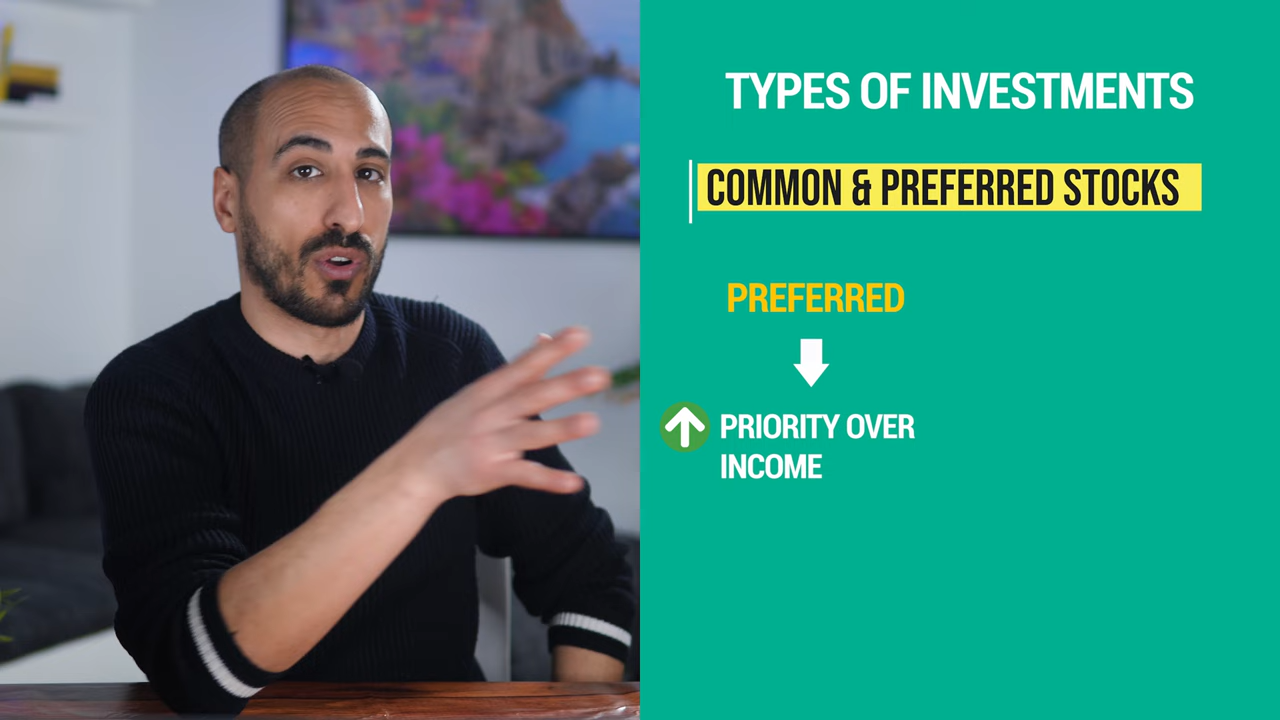 TYPES OF INVESTMENTS
COMMON & PREFERRED STOCKS
PREFERRED
PRIORITY OVER
INCOME